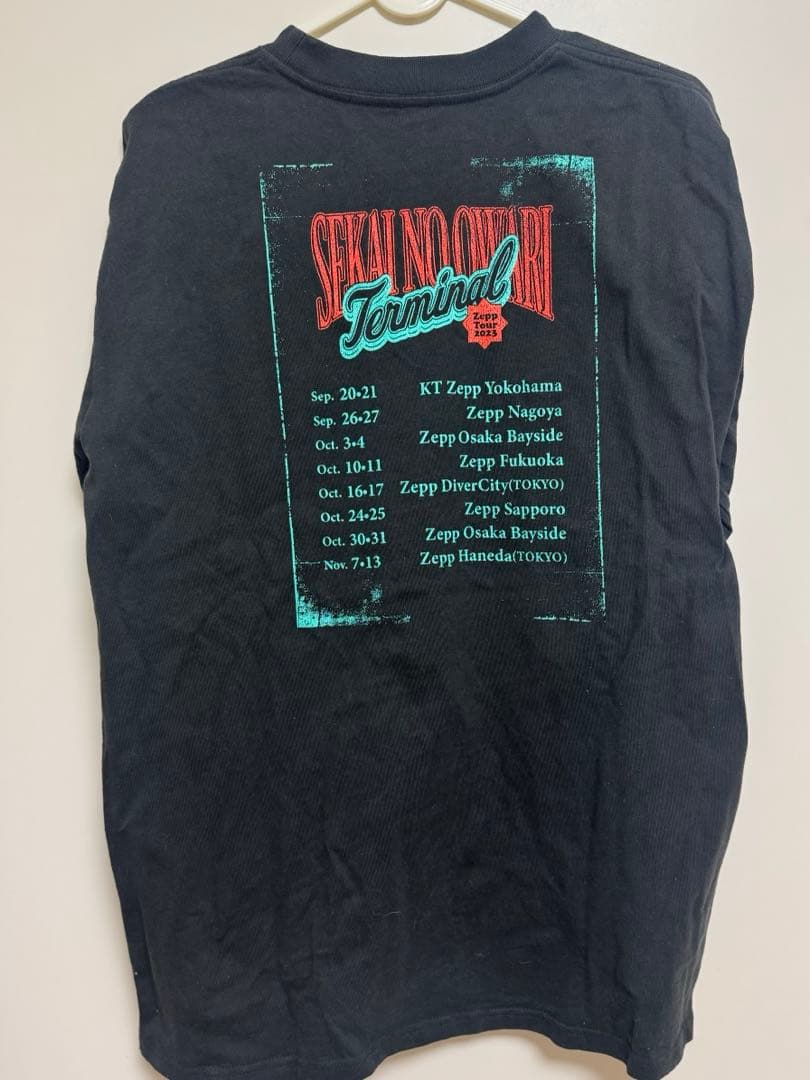 SEKAI NO OWARI
Terminal
Zepp
Tour
2023
Sep. 20•21 KT Zepp Yokohama
Sep. 26•27 Zepp Nagoya
Oct. 3•4 Zepp Osaka Bayside
Oct. 10•11 Zepp Fukuoka
Oct. 16•17 Zepp DiverCity(TOKYO)
Oct. 24•25 Zepp Sapporo
Oct. 30•31 Zepp Osaka Bayside
Nov. 7•13 Zepp Haneda(TOKYO)